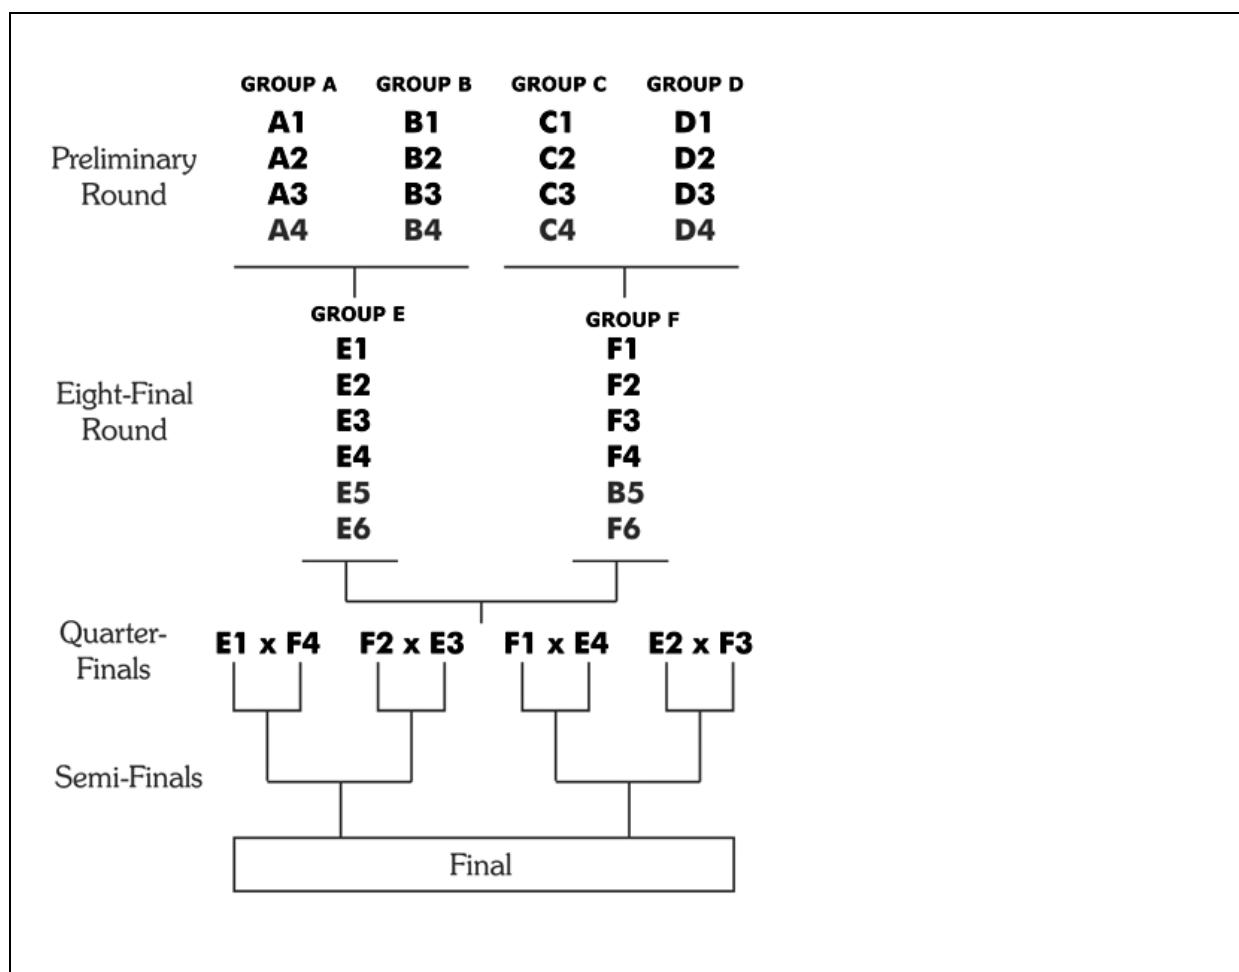 GROUP A GROUP B GROUP C GROUP D
A1 B1 C1 D1
Preliminary
Round
A2 B2 C2 D2
A3 B3 C3 D3
A4 B4 C4 D4
GROUP E GROUP F
E1 F1
E2 F2
Eight-Final
Round
E3 F3
E4 F4
E5 B5
E6 F6
Quarter-
Finals
E1 x F4 F2 x E3 F1 x E4 E2 x F3
Semi-Finals
Final